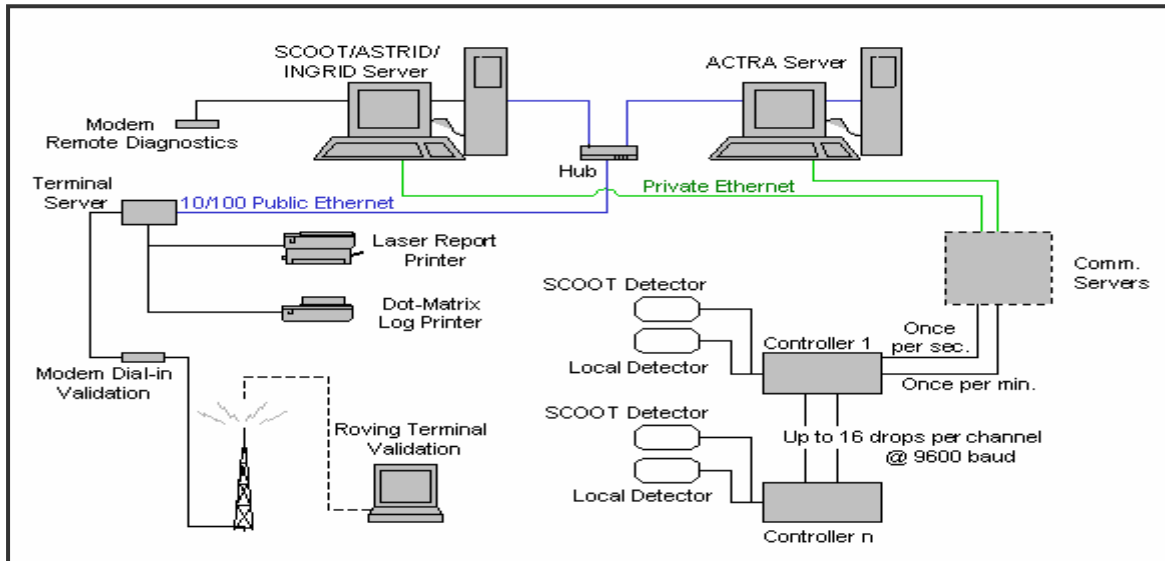 SCOOT/ASTRID/
INGRID Server
ACTRA Server
Modem
Remote Diagnostics
Hub
Terminal
Server
10/100 Public Ethernet
Private Ethernet
Laser Report
Printer
Dot-Matrix
Log Printer
Comm.
Servers
SCOOT Detector
Local Detector
Controller 1
Once
per sec.
Once per min.
Modem Dial-in
Validation
Roving Terminal
Validation
SCOOT Detector
Local Detector
Up to 16 drops per channel
@ 9600 baud
Controller n